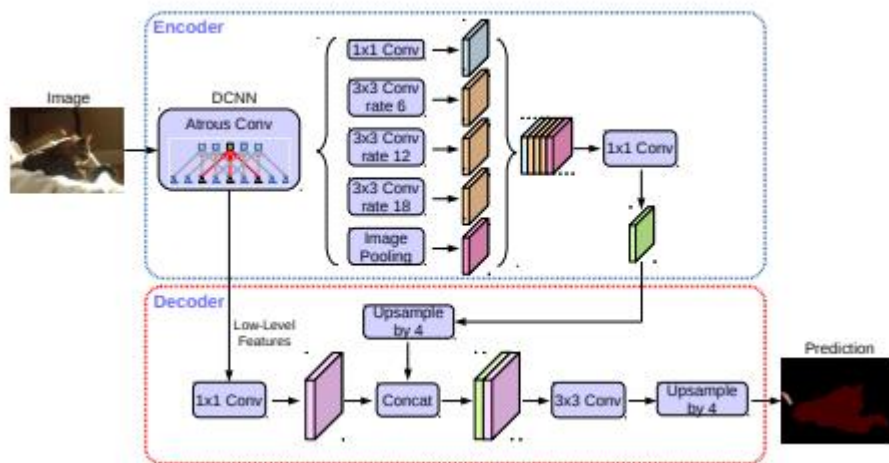 Encoder
Image
DCNN
Atrous Conv
1x1 Conv
3x3 Conv
rate 6
3x3 Conv
rate 12
3x3 Conv
rate 18
Image
Pooling
1x1 Conv
Decoder
Low-Level
Features
Upsample
by 4
1x1 Conv
Concat
3x3 Conv
Upsample
by 4
Prediction